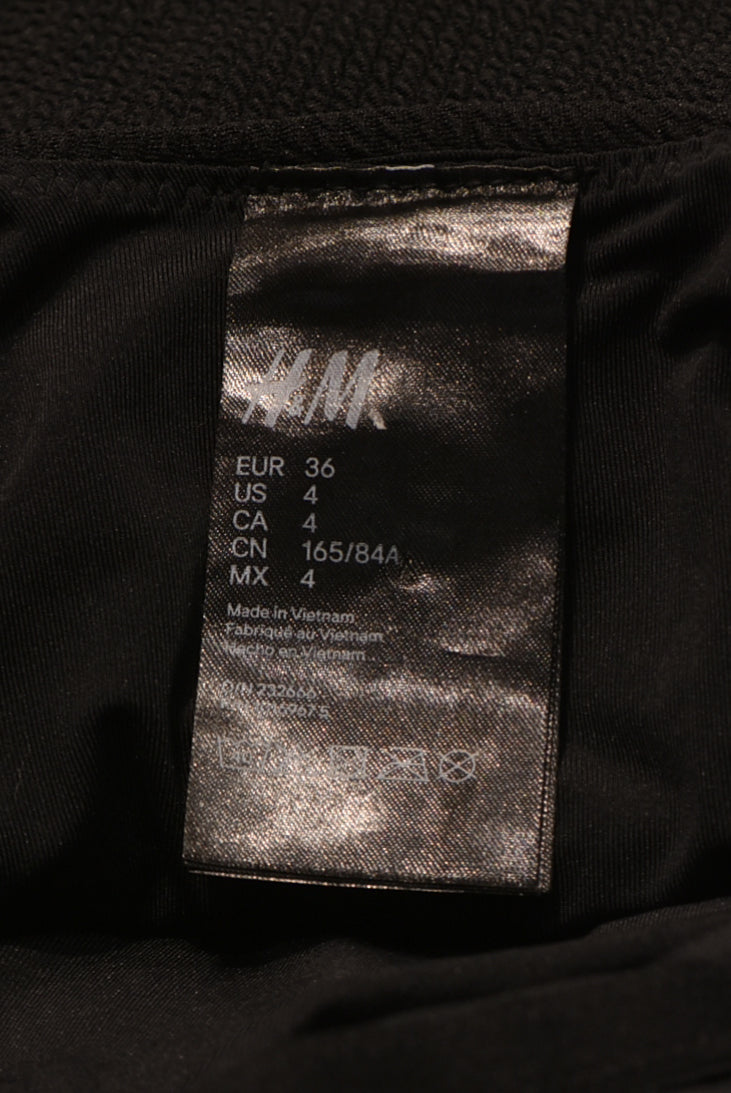 H&M
EUR 36
US 4
CA 4
CN 165/84A
MX 4
Made in Vietnam
Fabriqué au Vietnam
Hecho en Vietnam
O/N 232666